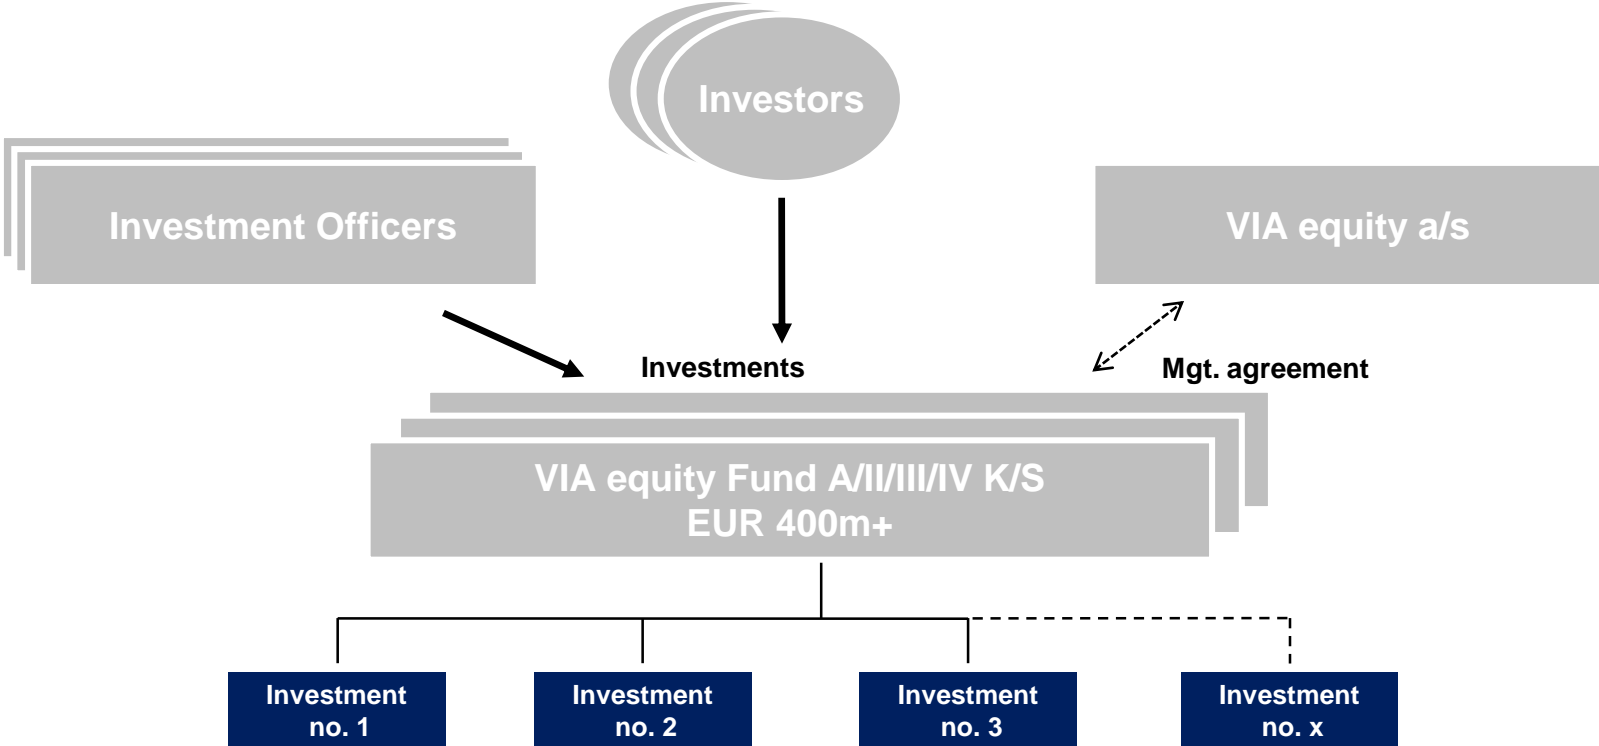 Investors
Investment Officers
VIA equity a/s
Investments
Mgt. agreement
VIA equity Fund A/II/III/IV K/S
EUR 400m+
Investment
no. 1
Investment
no. 2
Investment
no. 3
Investment
no. x